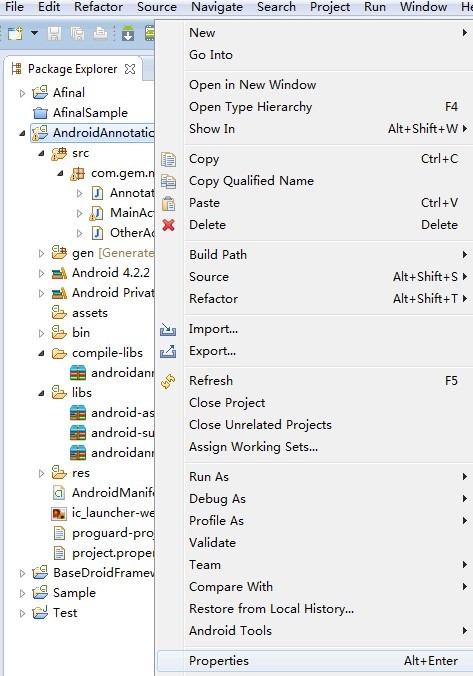 File Edit Refactor Source Navigate Search Project Run Window He
Package Explorer
Afinal
AfinalSample
AndroidAnnotatio
src
com.gem.m
Annotat
MainAct
OtherAc
gen [Generate
Android 4.2.2
Android Privat
assets
bin
compile-libs
androidann
libs
android-as
android-su
androidann
res
AndroidManife
ic_launcher-we
proguard-proj
project.proper
BaseDroidFramew
Sample
Test
New
Go Into
Open in New Window
Open Type Hierarchy F4
Show In Alt+Shift+W
Copy Ctrl+C
Copy Qualified Name
Paste Ctrl+V
Delete Delete
Build Path
Source Alt+Shift+S
Refactor Alt+Shift+T
Import...
Export...
Refresh F5
Close Project
Close Unrelated Projects
Assign Working Sets...
Run As
Debug As
Profile As
Validate
Team
Compare With
Restore from Local History...
Android Tools
Properties Alt+Enter